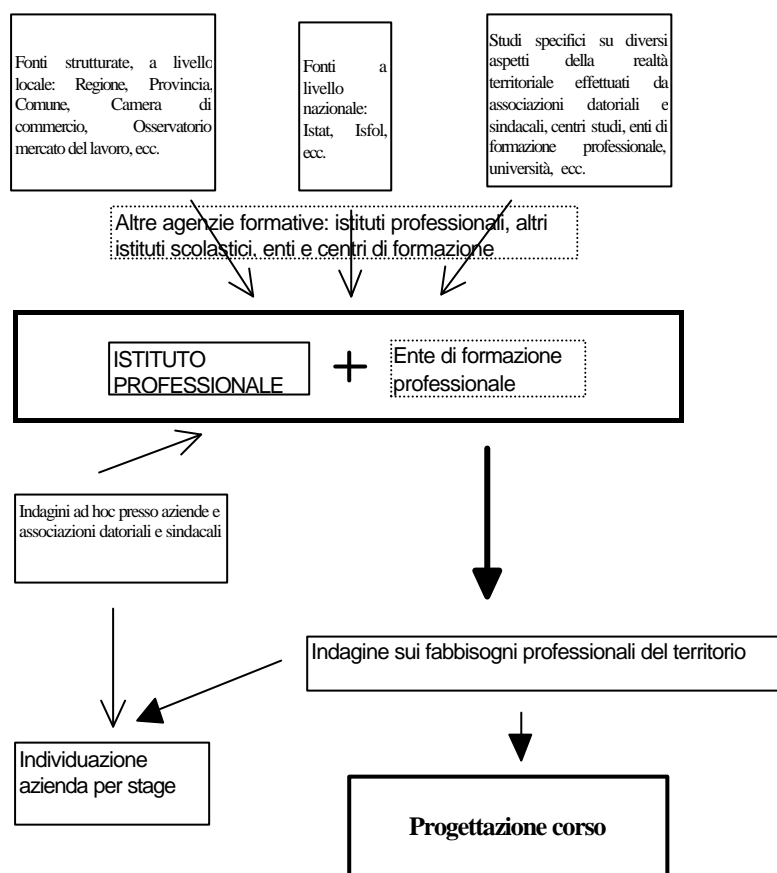 Fonti strutturate, a livello
locale: Regione, Provincia,
Comune, Camera di
commercio, Osservatorio
mercato del lavoro, ecc.
Fonti a
livello
nazionale:
Istat, Isfol,
ecc.
Studi specifici su diversi
aspetti della realtà
territoriale effettuati da
associazioni datoriali e
sindacali, centri studi, enti di
formazione professionale,
università, ecc.
Altre agenzie formative: istituti professionali, altri
istituti scolastici, enti e centri di formazione
ISTITUTO
PROFESSIONALE
+
Ente di formazione
professionale
Indagini ad hoc presso aziende e
associazioni datoriali e sindacali
Indagine sui fabbisogni professionali del territorio
Individuazione
azienda per stage
Progettazione corso